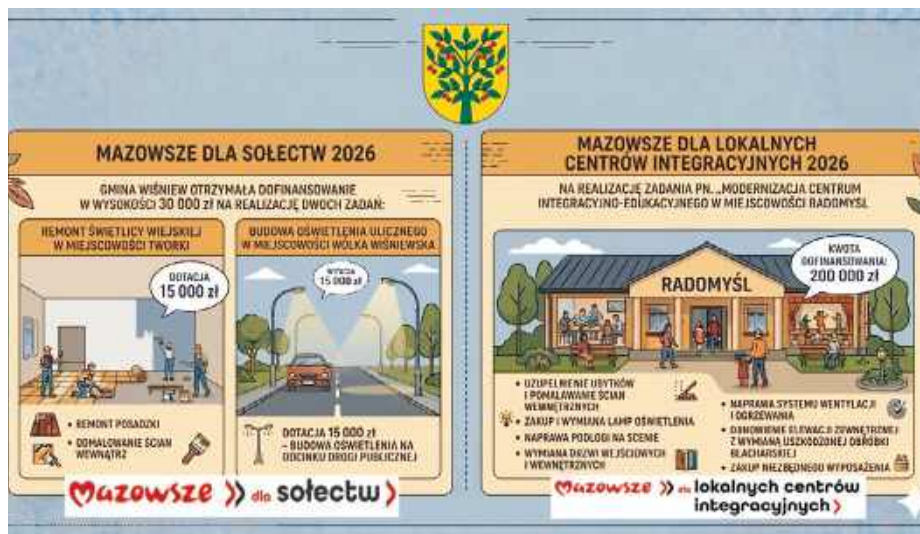 MAZOWSZE DLA SOŁECTW 2026
GMINA WIŚNIEW OTRZYMAŁA DOFINANSOWANIE
W WYSOKOŚCI 30 000 zł NA REALIZACJĘ DWOCH ZADAŃ:
REMONT ŚWIETLICY WIEJSKIEJ
W MIEJSCOWOŚCI TWORKI
DOTACJA
15 000 zł
REMONT POSADZKI
DOMALOWANIE ŚCIAN
WEWNĄTRZ
BUDOWA OŚWIETLENIA ULICZNEGO
W MIEJSCOWOŚCI WÓLKA WIŚNIEWSKA
15 000 zł
DOTACJA 15 000 zł
– BUDOWA OŚWIETLENIA NA
ODCINKU DROGI PUBLICZNEJ
Mazowsze dla sołectw
MAZOWSZE DLA LOKALNYCH
CENTRÓW INTEGRACYJNYCH 2026
NA REALIZACJĘ ZADANIA PN. „MODERNIZACJA CENTRUM
INTEGRACYJNO-EDUKACYJNEGO W MIEJSCOWOŚCI RADOMYŚL
KWOTA
DOFINANSOWANIA:
200 000 zł
RADOMYŚL
• UZUPEŁNIENIE UBYTKÓW
I POMALOWANIE ŚCIAN
WEWNĘTRZNYCH
• ZAKUP I WYMIANA LAMP OŚWIETLENIA
• NAPRAWA PODŁOGI NA SCENIE
• WYMIANA DRZWI WEJŚCIOWYCH
I WEWNĘTRZNYCH
• NAPRAWA SYSTEMU WENTYLACJI
I OGRZEWANIA
• ODNOWIENIE ELEWACJI ZEWNĘTRZNEJ
Z WYMIANĄ USZKODZONEJ OBRÓBKI
BLACHARSKIEJ
• ZAKUP NIEZBĘDNEGO WYPOSAŻENIA
Mazowsze dla lokalnych centrów
integracyjnych